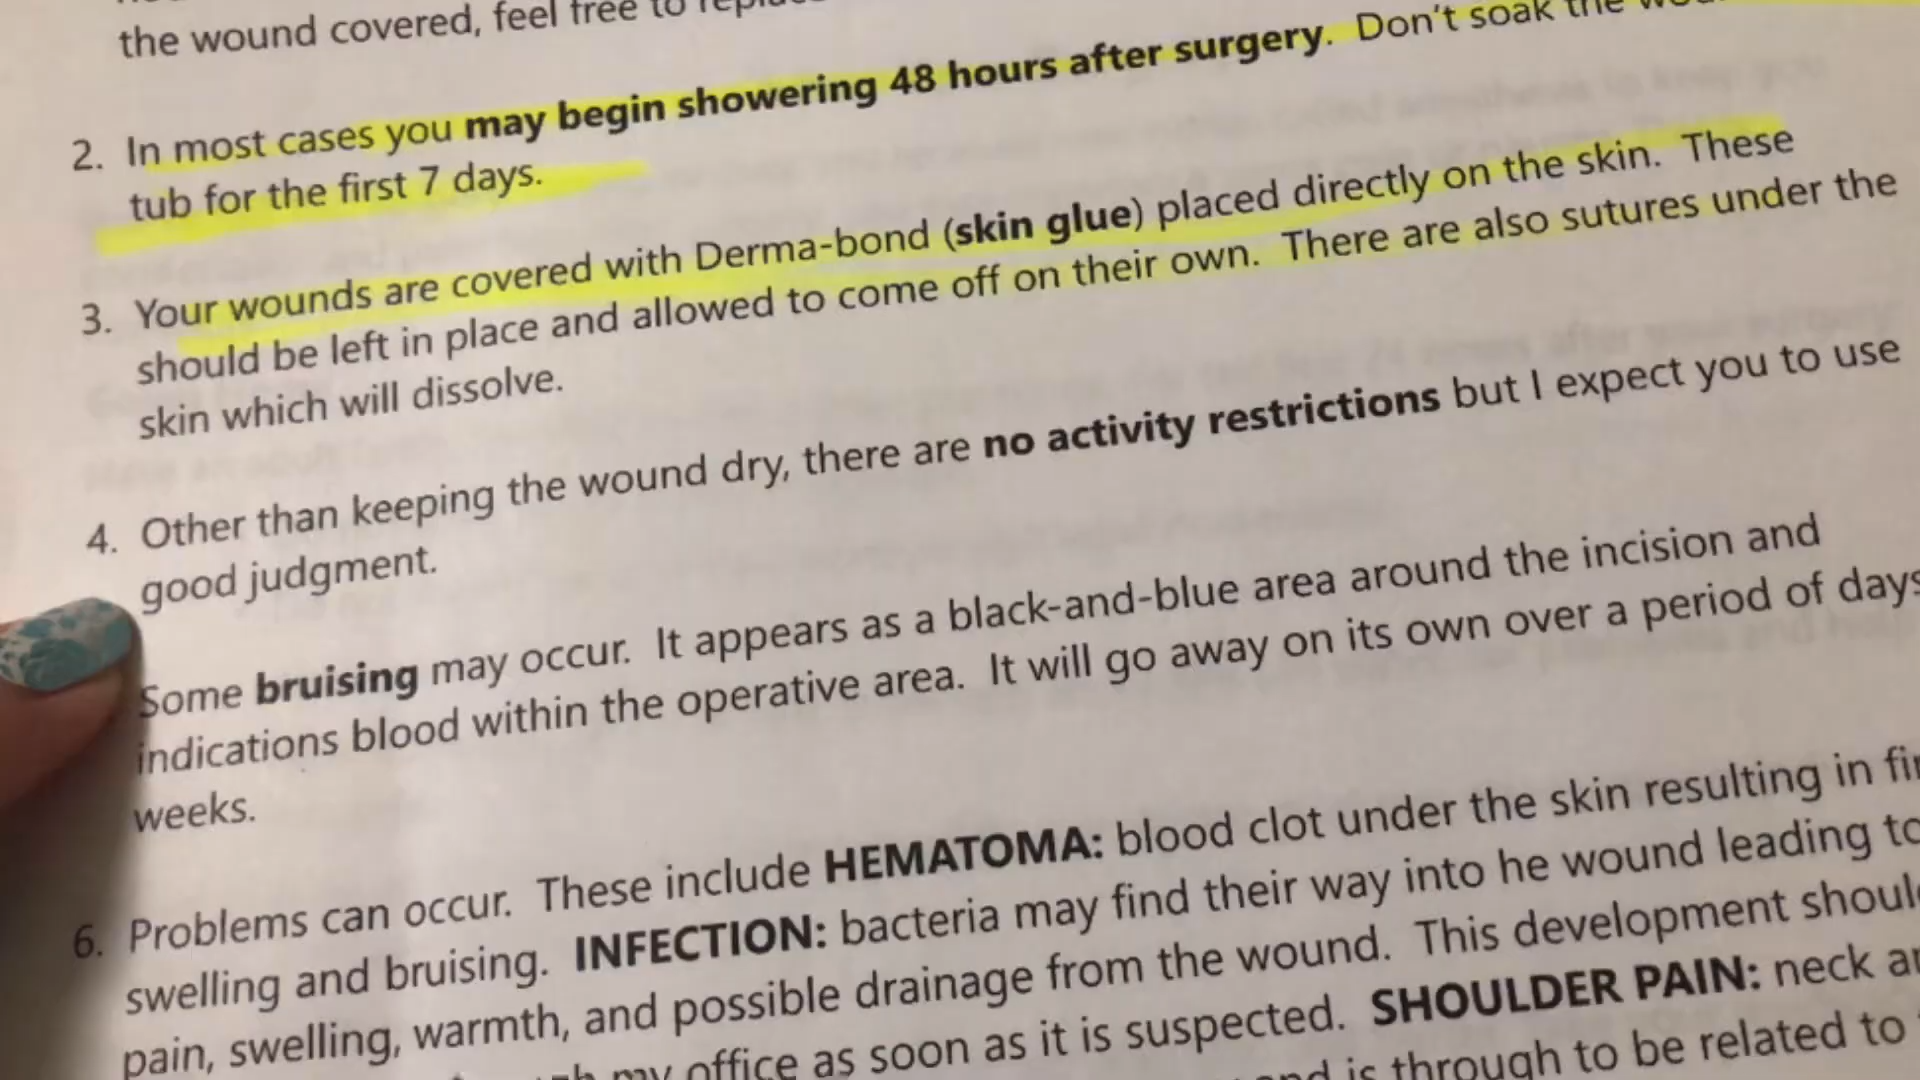 the wound covered, feel free to
2. In most cases you may begin showering 48 hours after surgery. Don't soak the
tub for the first 7 days.
3. Your wounds are covered with Derma-bond (skin glue) placed directly on the skin. These
should be left in place and allowed to come off on their own. There are also sutures under the
skin which will dissolve.
4. Other than keeping the wound dry, there are no activity restrictions but I expect you to use
good judgment.
Some bruising may occur. It appears as a black-and-blue area around the incision and
indications blood within the operative area. It will go away on its own over a period of days
weeks.
6. Problems can occur. These include HEMATOMA: blood clot under the skin resulting in
swelling and bruising. INFECTION: bacteria may find their way into he wound leading to
pain, swelling, warmth, and possible drainage from the wound. This development
my office as soon as it is suspected. SHOULDER PAIN: neck
is through to be related to